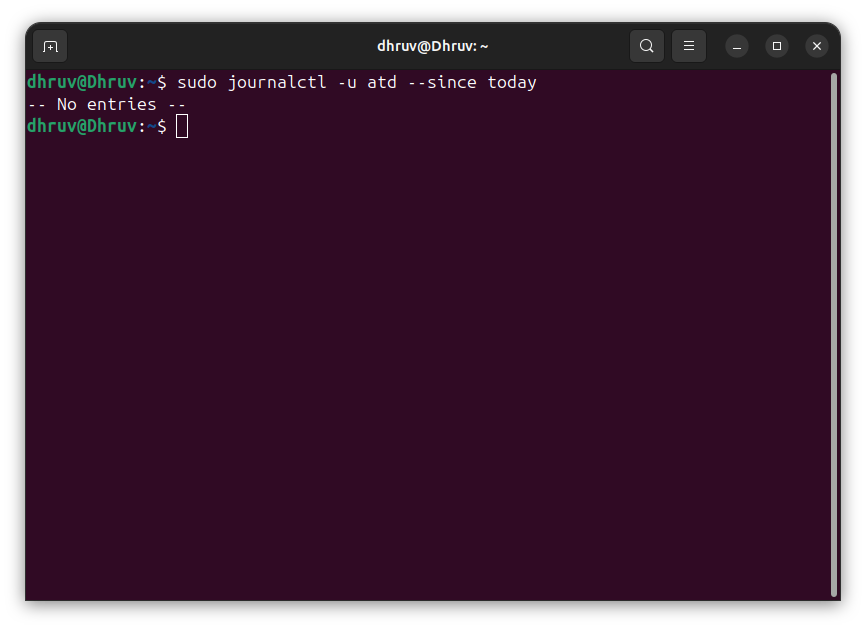 dhruv@Dhruv: ~
dhruv@Dhruv:~$ sudo journalctl -u atd --since today
-- No entries --
dhruv@Dhruv:~$